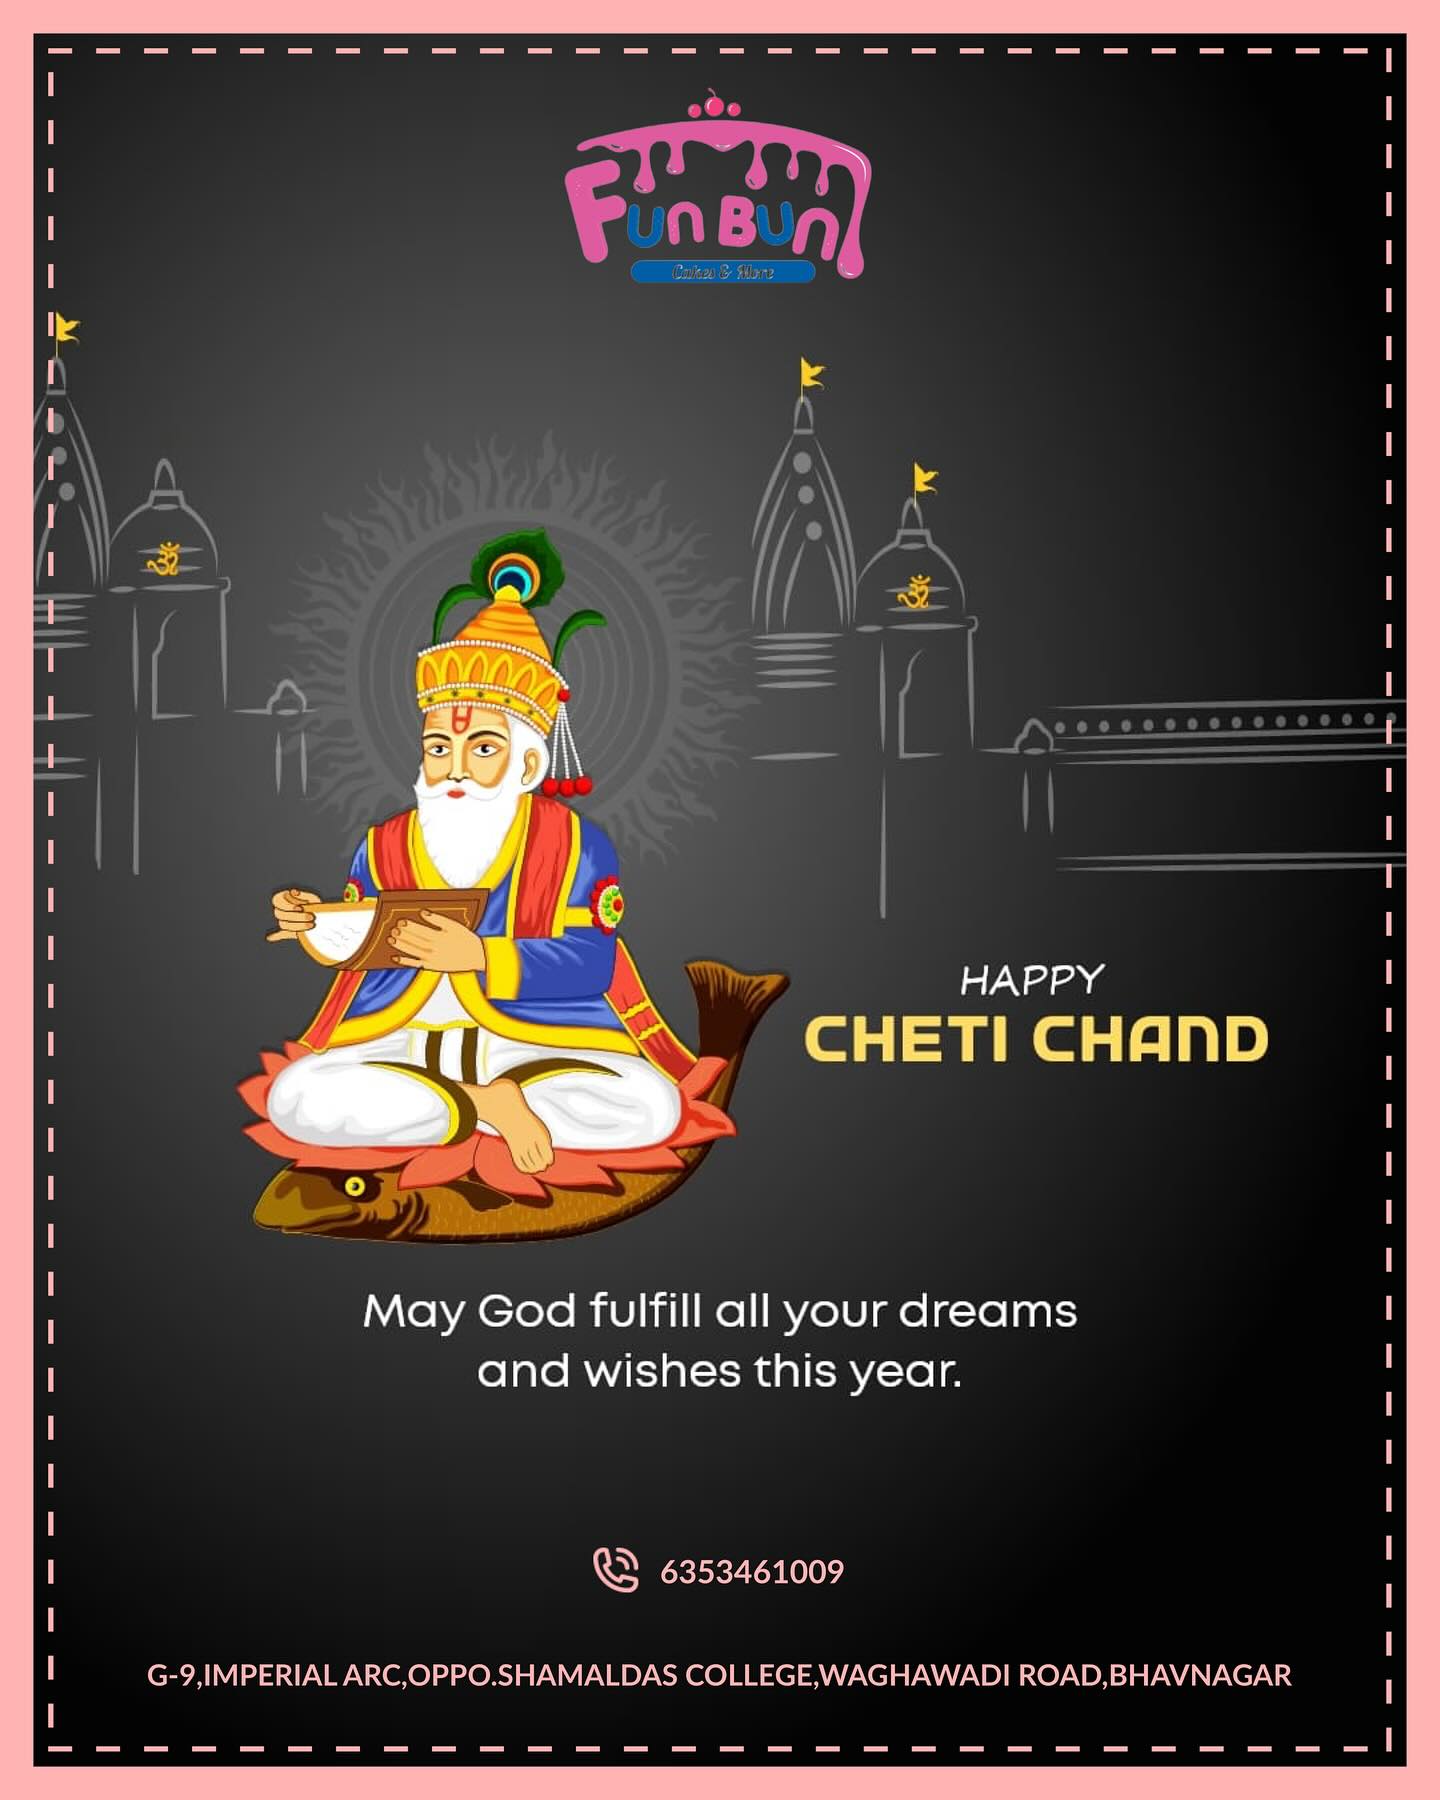 Fun Bun
Cakes & More
ॐ
ॐ
HAPPY
CHETI CHAND
May God fulfill all your dreams
and wishes this year.
6353461009
G-9,IMPERIAL ARC,OPPO.SHAMALDAS COLLEGE,WAGHAWADI ROAD,BHAVNAGAR